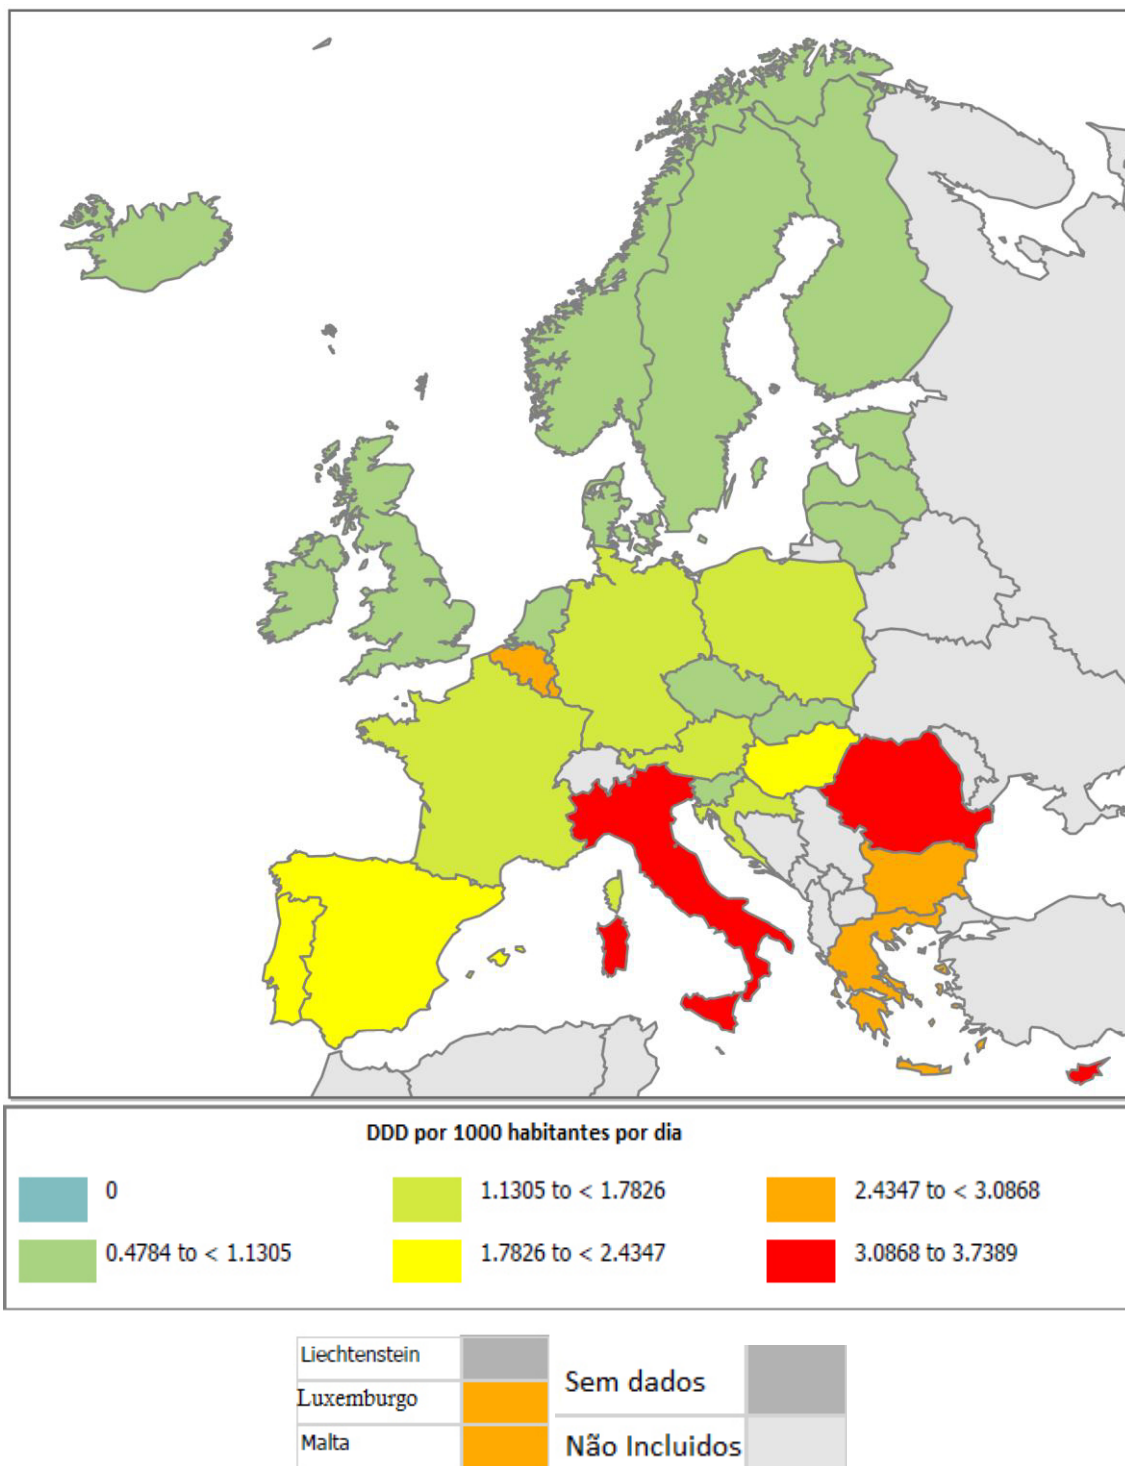 DDD por 1000 habitantes por dia
0
1.1305 to < 1.7826
2.4347 to < 3.0868
0.4784 to < 1.1305
1.7826 to < 2.4347
3.0868 to 3.7389
Liechtenstein
Luxemburgo
Malta
Sem dados
Não Incluidos